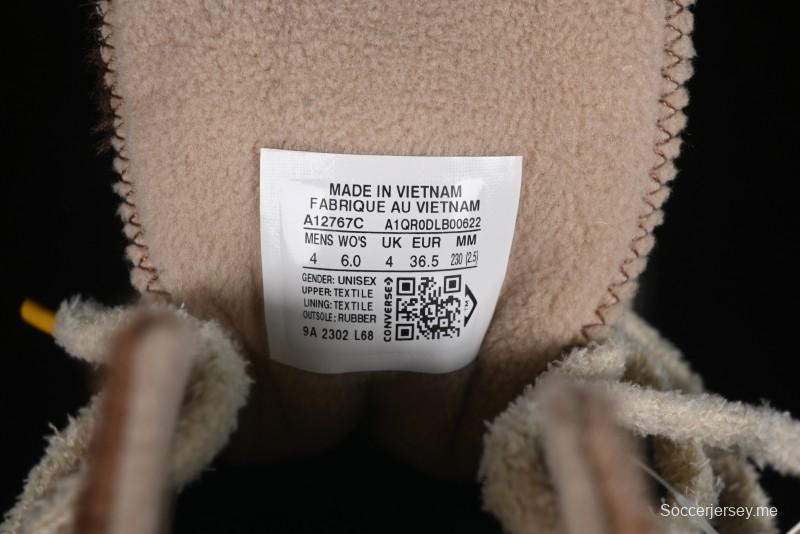 MADE IN VIETNAM
FABRIQUE AU VIETNAM
A12767C A1QR0DLB00622
MENS WO'S UK EUR MM
4 6.0 4 36.5 230 (2.5)
GENDER: UNISEX
UPPER: TEXTILE
LINING: TEXTILE
OUTSOLE: RUBBER
9A 2302 L68
CONVERSE
Soccerjersey.me